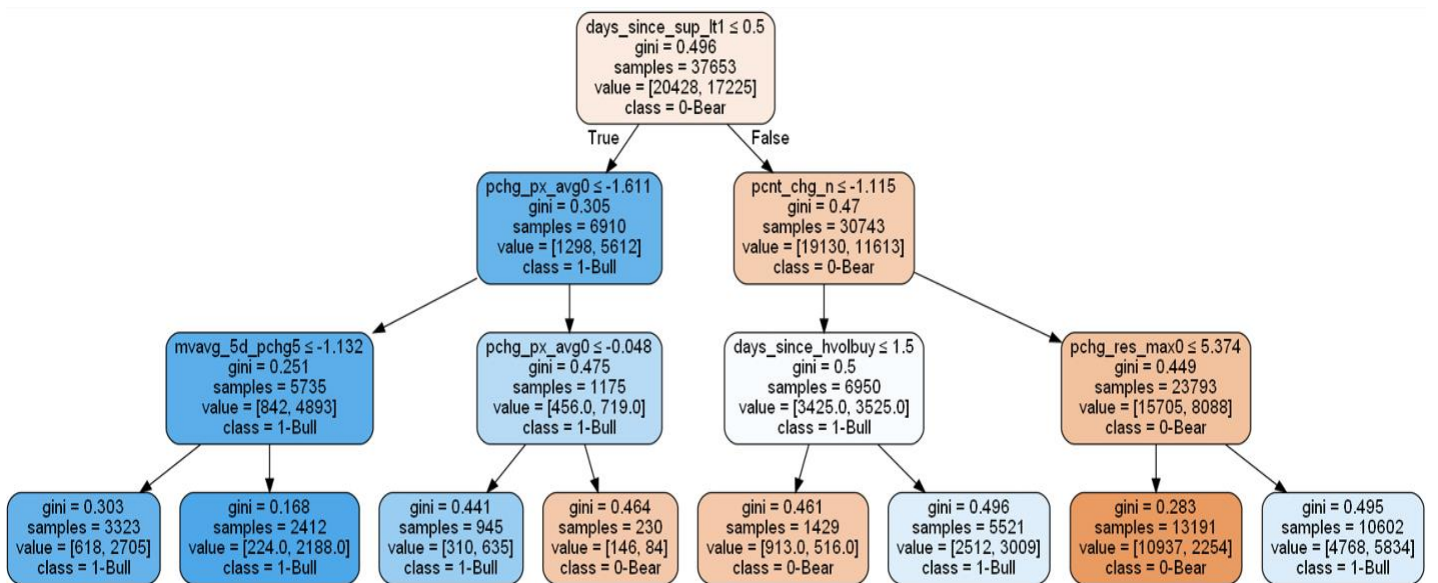 days_since_sup_lt1 ≤ 0.5
gini = 0.496
samples = 37653
value = [20428, 17225]
class = 0-Bear
True
False
pchg_px_avg0 ≤ -1.611
gini = 0.305
samples = 6910
value = [1298, 5612]
class = 1-Bull
pcnt_chg_n ≤ -1.115
gini = 0.47
samples = 30743
value = [19130, 11613]
class = 0-Bear
mvavg_5d_pchg5 ≤ -1.132
gini = 0.251
samples = 5735
value = [842, 4893]
class = 1-Bull
pchg_px_avg0 ≤ -0.048
gini = 0.475
samples = 1175
value = [456.0, 719.0]
class = 1-Bull
days_since_hvolbuy ≤ 1.5
gini = 0.5
samples = 6950
value = [3425.0, 3525.0]
class = 1-Bull
pchg_res_max0 ≤ 5.374
gini = 0.449
samples = 23793
value = [15705, 8088]
class = 0-Bear
gini = 0.303
samples = 3323
value = [618, 2705]
class = 1-Bull
gini = 0.168
samples = 2412
value = [224.0, 2188.0]
class = 1-Bull
gini = 0.441
samples = 945
value = [310, 635]
class = 1-Bull
gini = 0.464
samples = 230
value = [146, 84]
class = 0-Bear
gini = 0.461
samples = 1429
value = [913.0, 516.0]
class = 0-Bear
gini = 0.496
samples = 5521
value = [2512, 3009]
class = 1-Bull
gini = 0.283
samples = 13191
value = [10937, 2254]
class = 0-Bear
gini = 0.495
samples = 10602
value = [4768, 5834]
class = 1-Bull